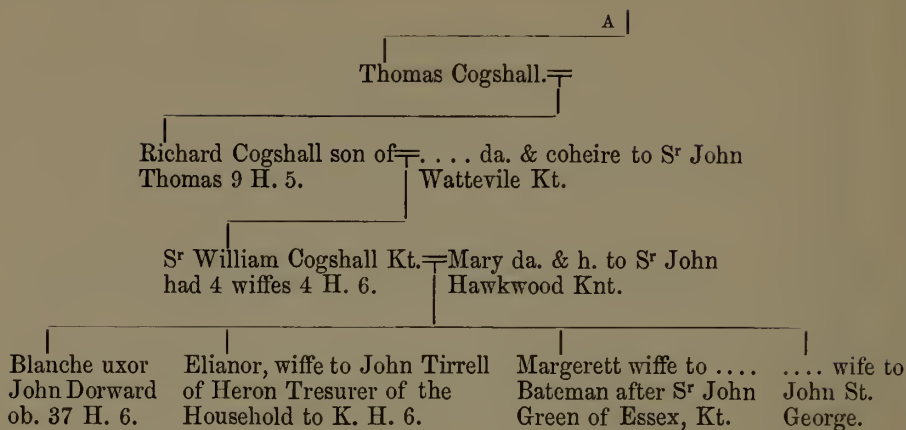 A
Thomas Cogshall.
Richard Cogshall son of .... da. & coheire to Sr John
Thomas 9 H. 5. Wattevile Kt.
Sr William Cogshall Kt. Mary da. & h. to Sr John
had 4 wiffes 4 H. 6. Hawkwood Knt.
Blanche uxor
John Dorward
ob. 37 H. 6.
Elianor, wiffe to John Tirrell
of Heron Tresurer of the
Household to K. H. 6.
Margerett wiffe to ....
Bateman after Sr John
Green of Essex, Kt.
.... wife to
John St.
George.